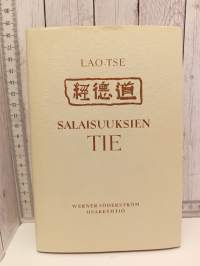 LAO-TSE
經德道
SALAISUUKSIEN
TIE
WERNER SÖDERSTRÖM
OSAKEYHTIÖ